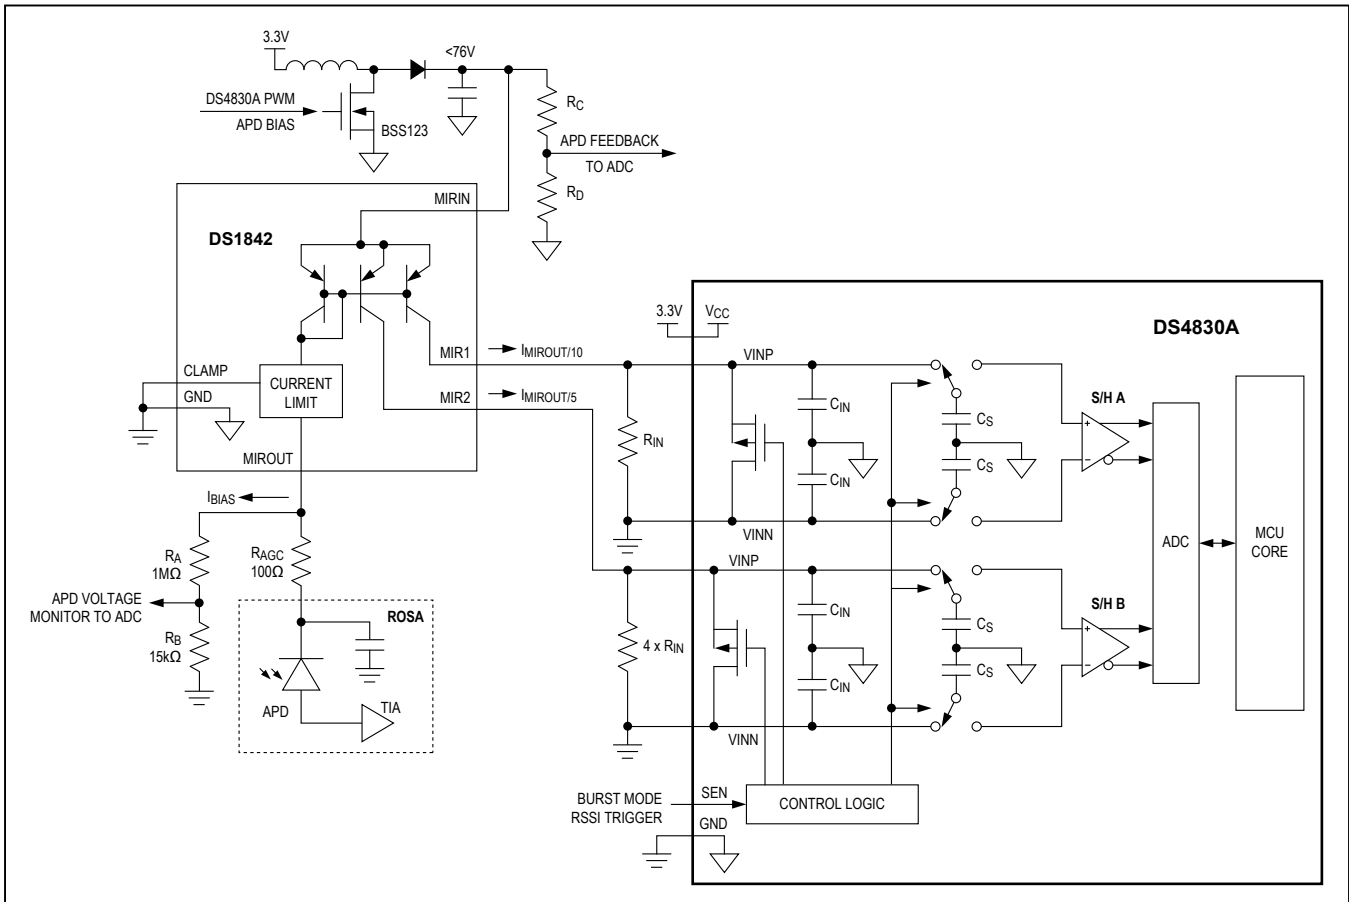 3.3V
<76V
DS4830A PWM
APD BIAS
BSS123
RC
APD FEEDBACK
TO ADC
RD
MIRIN
DS1842
CLAMP
GND
CURRENT
LIMIT
MIR1
IMIROUT/10
MIR2
IMIROUT/5
MIROUT
IBIAS
RA
1MΩ
RAGC
100Ω
APD VOLTAGE
MONITOR TO ADC
RB
15kΩ
ROSA
APD
TIA
3.3V
VCC
DS4830A
VINP
RIN
CIN
CIN
CS
CS
S/H A
+
−
VINN
VINP
4 x RIN
CIN
CIN
CS
CS
S/H B
+
−
VINN
ADC
MCU
CORE
BURST MODE
RSSI TRIGGER
SEN
CONTROL LOGIC
GND